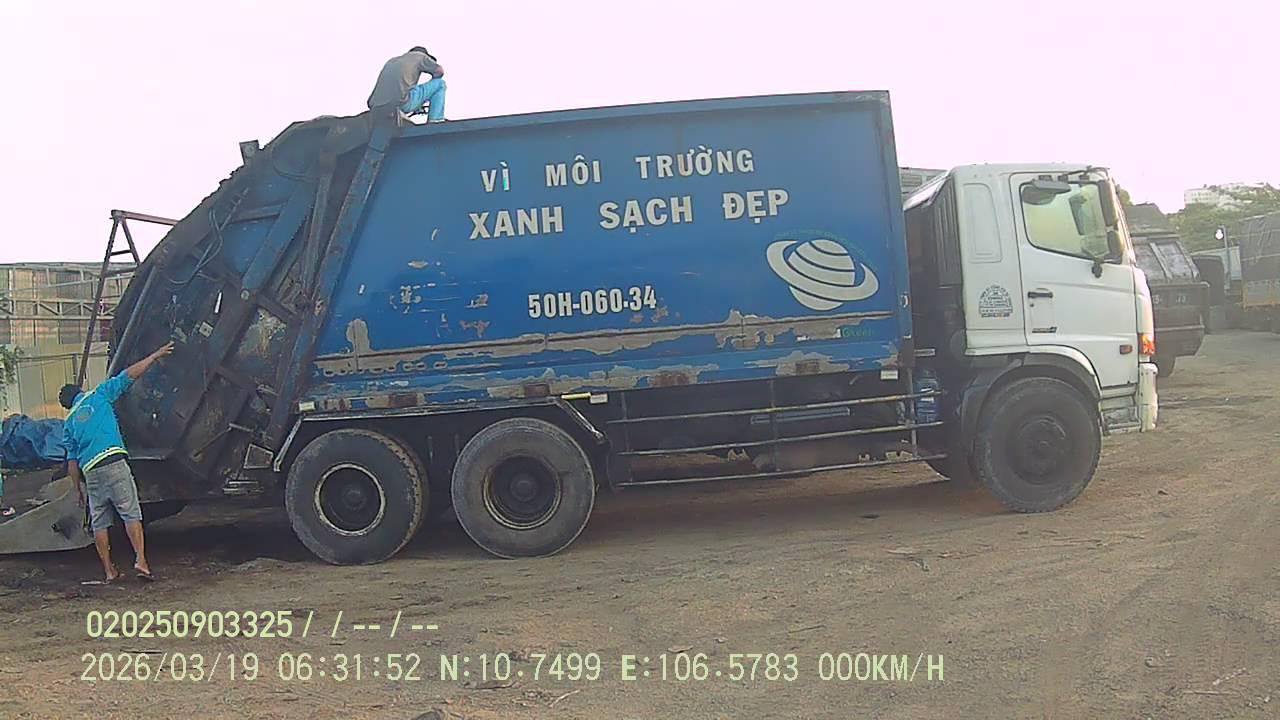 VÌ MÔI TRƯỜNG
XANH SẠCH ĐẸP
50H-060.34
Green
020250903325/ /--/--
2026/03/19 06:31:52 N:10.7499 E:106.5783 000KM/H